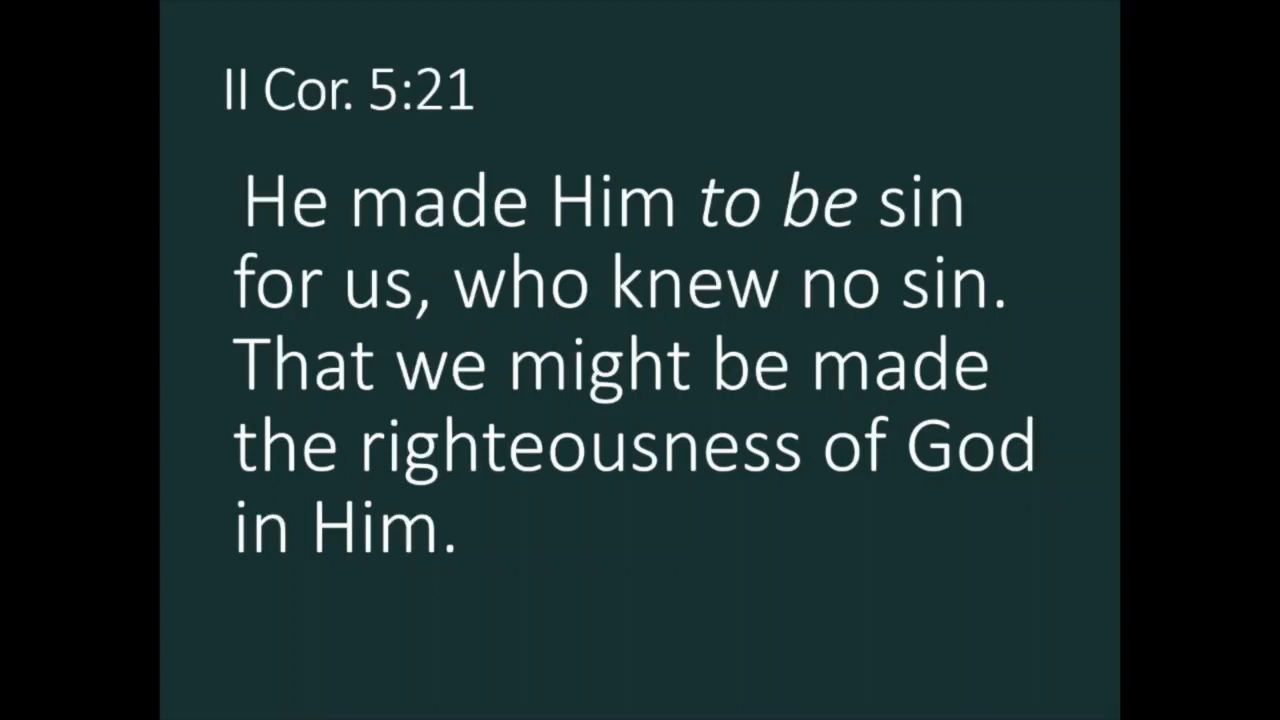 II Cor. 5:21
He made Him to be sin
for us, who knew no sin.
That we might be made
the righteousness of God
in Him.